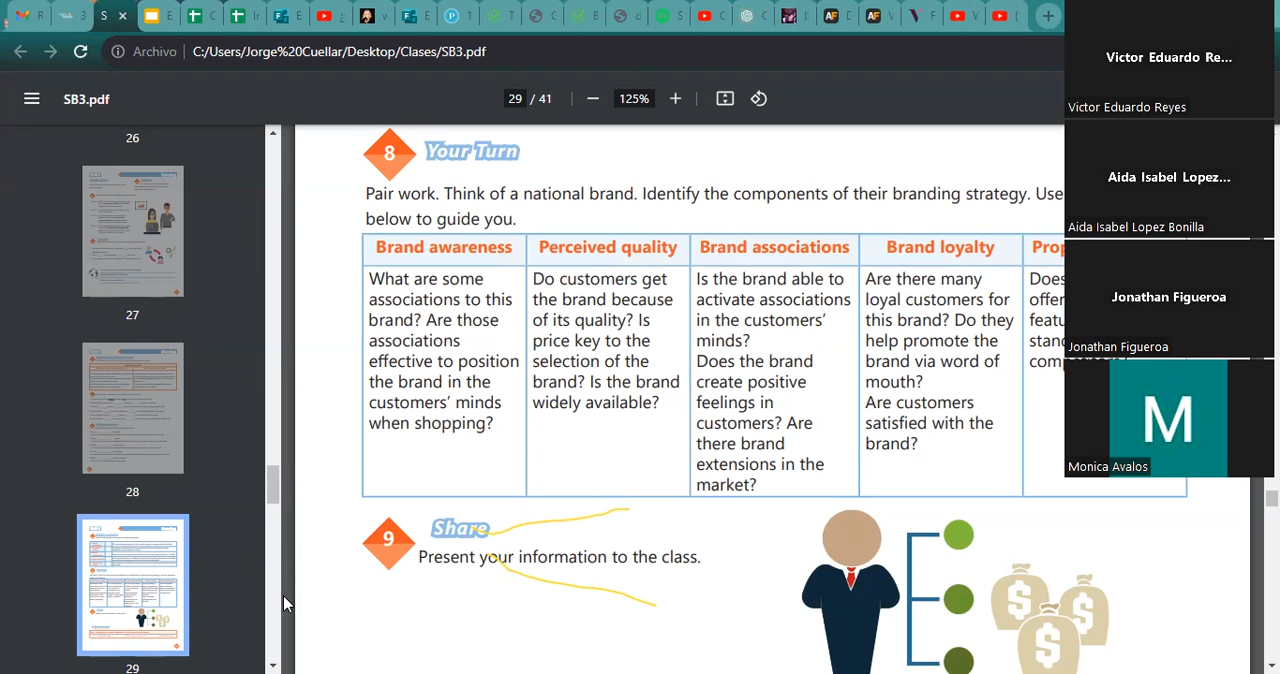 S
E
C
In
E
¿
v
E
1
T
C
B
d
S
C
C
D
D
V
F
V
(
Archivo
C:/Users/Jorge%20Cuellar/Desktop/Clases/SB3.pdf
SB3.pdf
29 / 41
125%
26
27
28
29
8
Your Turn
Pair work. Think of a national brand. Identify the components of their branding strategy. Use
below to guide you.
Brand awareness
What are some
associations to this
brand? Are those
associations
effective to position
the brand in the
customers' minds
when shopping?
Perceived quality
Do customers get
the brand because
of its quality? Is
price key to the
selection of the
brand? Is the brand
widely available?
Brand associations
Is the brand able to
activate associations
in the customers'
minds?
Does the brand
create positive
feelings in
customers? Are
there brand
extensions in the
market?
Brand loyalty
Are there many
loyal customers for
this brand? Do they
help promote the
brand via word of
mouth?
Are customers
satisfied with the
brand?
Prop
Does
offer
featu
stand
9
Share
Present your information to the class.
$
$
$
Victor Eduardo Re...
Victor Eduardo Reyes
Aida Isabel Lopez...
Aida Isabel Lopez Bonilla
Jonathan Figueroa
Jonathan Figueroa
M
Monica Avalos